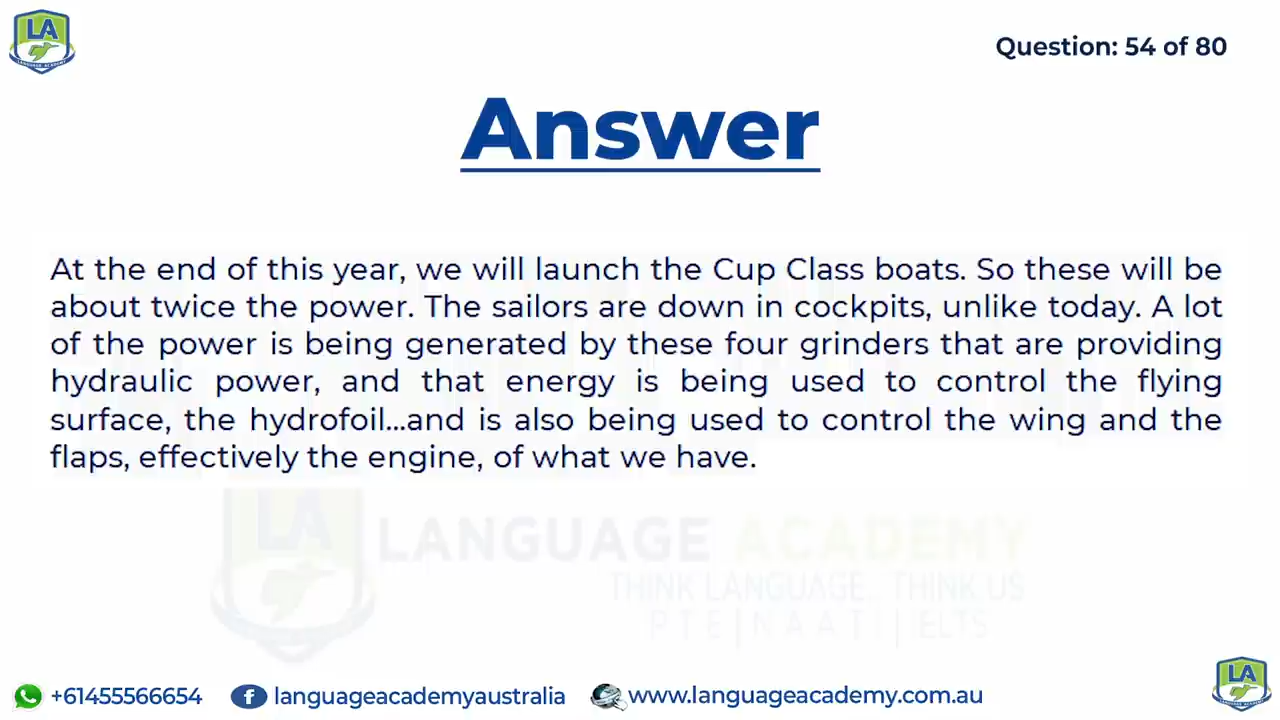 LA
LANGUAGE ACADEMY
Question: 54 of 80
Answer
At the end of this year, we will launch the Cup Class boats. So these will be
about twice the power. The sailors are down in cockpits, unlike today. A lot
of the power is being generated by these four grinders that are providing
hydraulic power, and that energy is being used to control the flying
surface, the hydrofoil...and is also being used to control the wing and the
flaps, effectively the engine, of what we have.
LA
LANGUAGE ACADEMY
THINK LANGUAGE, THINK US
PTE | NAATI | IELTS
+61455566654
languageacademyaustralia
www.languageacademy.com.au
LA